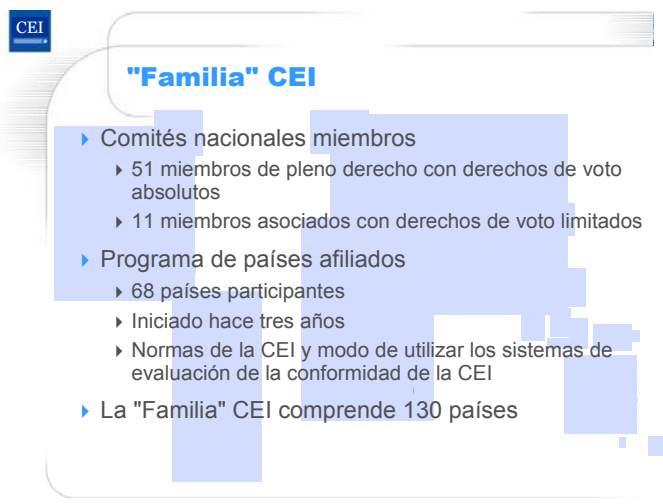 CEI
"Familia" CEI
Comités nacionales miembros
51 miembros de pleno derecho con derechos de voto
absolutos
11 miembros asociados con derechos de voto limitados
Programa de países afiliados
68 países participantes
Iniciado hace tres años
Normas de la CEI y modo de utilizar los sistemas de
evaluación de la conformidad de la CEI
La "Familia" CEI comprende 130 países